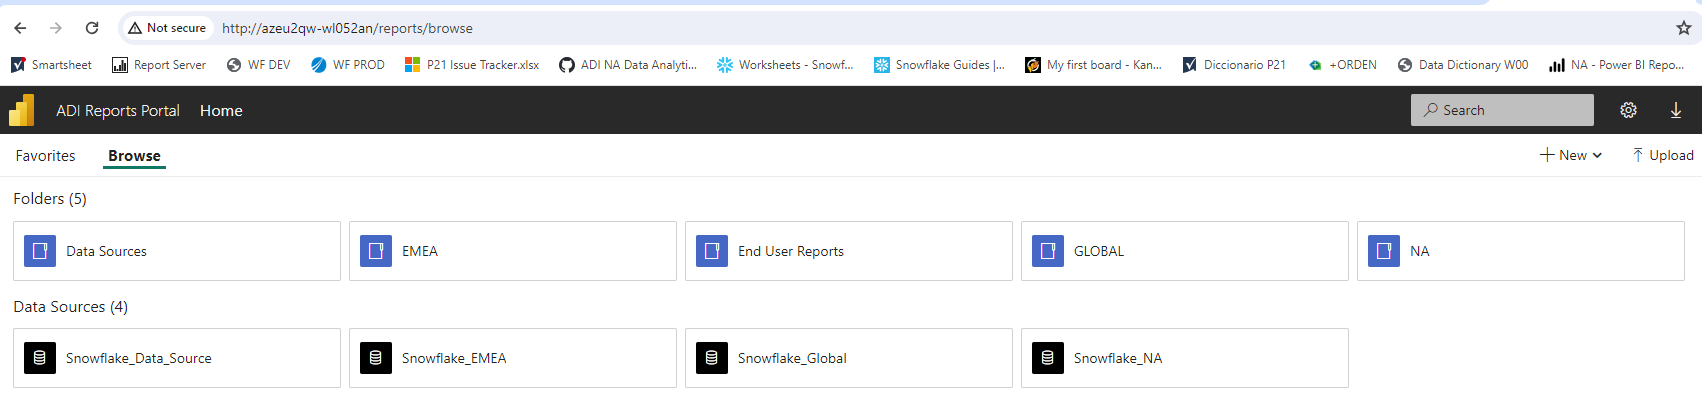 Not secure http://azeu2qw-wl052an/reports/browse
Smartsheet Report Server WF DEV WF PROD P21 Issue Tracker.xlsx ADI NA Data Analyti... Worksheets - Snowf... Snowflake Guides |... My first board - Kan... Diccionario P21 +ORDEN Data Dictionary W00 NA - Power BI Repo...
ADI Reports Portal Home Search
Favorites Browse New Upload
Folders (5)
Data Sources EMEA End User Reports GLOBAL NA
Data Sources (4)
Snowflake_Data_Source Snowflake_EMEA Snowflake_Global Snowflake_NA